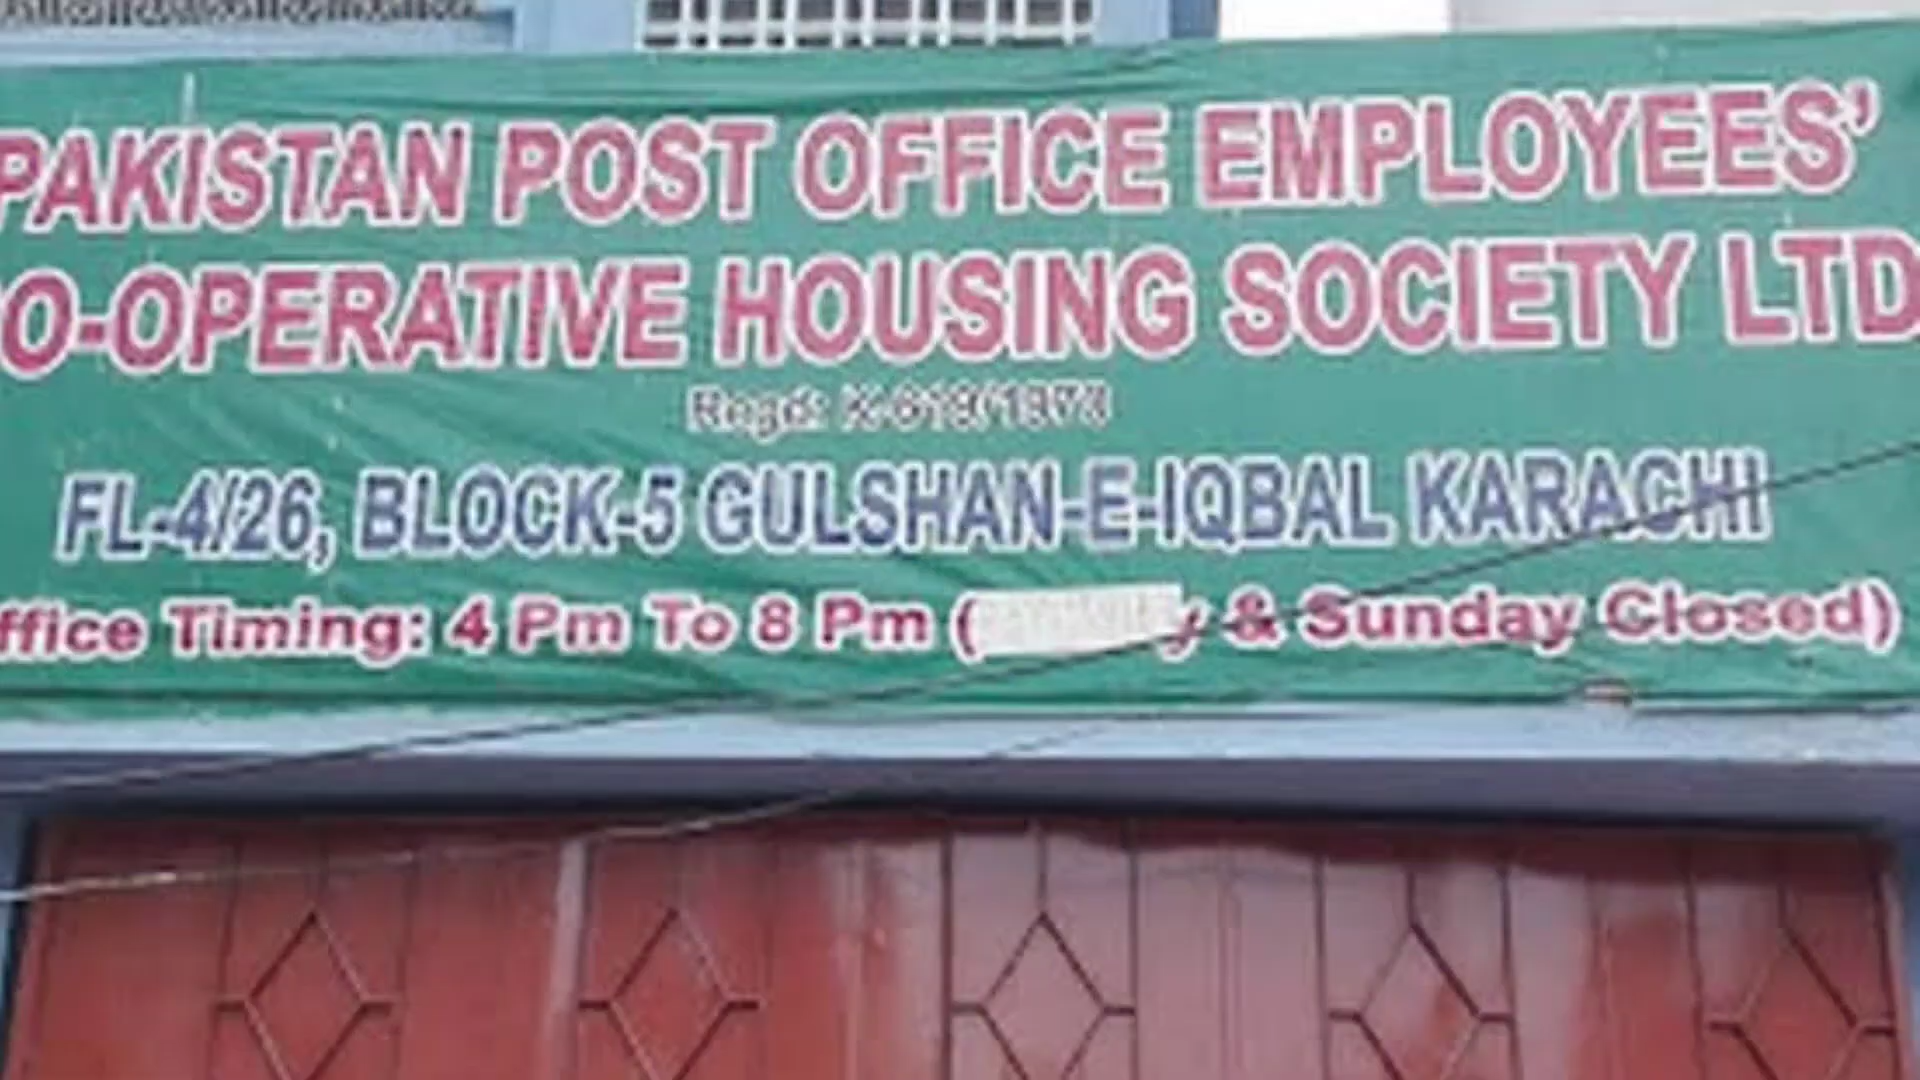 PAKISTAN POST OFFICE EMPLOYEES'
O-OPERATIVE HOUSING SOCIETY LTD
Regd:
FL-4/26, BLOCK-5 GULSHAN-E-IQBAL KARACHI
ffice Timing: 4 Pm To 8 Pm ( & Sunday Closed)